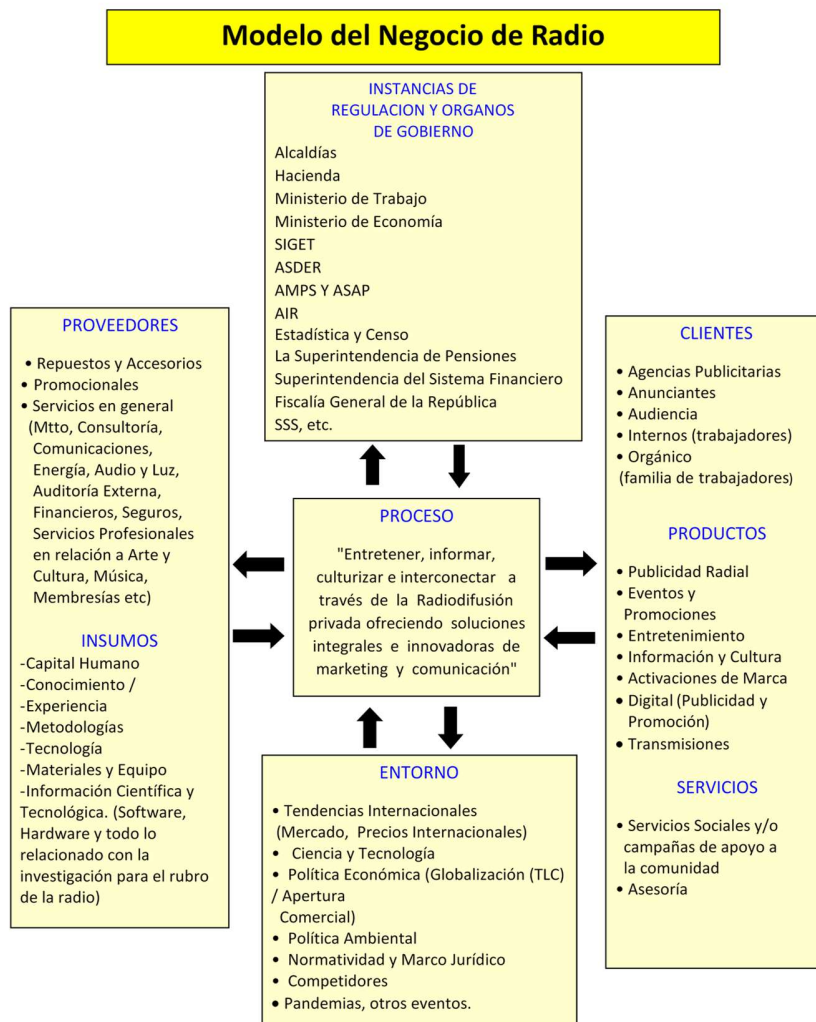 Modelo del Negocio de Radio
INSTANCIAS DE
REGULACION Y ORGANOS
DE GOBIERNO
Alcaldías
Hacienda
Ministerio de Trabajo
Ministerio de Economía
SIGET
ASDER
AMPS Y ASAP
AIR
Estadística y Censo
La Superintendencia de Pensiones
Superintendencia del Sistema Financiero
Fiscalía General de la República
SSS, etc.
PROVEEDORES
• Repuestos y Accesorios
• Promocionales
• Servicios en general
(Mtto, Consultoría,
Comunicaciones,
Energía, Audio y Luz,
Auditoría Externa,
Financieros, Seguros,
Servicios Profesionales
en relación a Arte y
Cultura, Música,
Membresías etc)
INSUMOS
-Capital Humano
-Conocimiento /
-Experiencia
-Metodologías
-Tecnología
-Materiales y Equipo
-Información Científica y
Tecnológica. (Software,
Hardware y todo lo
relacionado con la
investigación para el rubro
de la radio)
PROCESO
"Entretener, informar,
culturizar e interconectar a
través de la Radiodifusión
privada ofreciendo soluciones
integrales e innovadoras de
marketing y comunicación"
CLIENTES
• Agencias Publicitarias
• Anunciantes
• Audiencia
• Internos (trabajadores)
• Orgánico
(familia de trabajadores)
PRODUCTOS
• Publicidad Radial
• Eventos y
Promociones
• Entretenimiento
• Información y Cultura
• Activaciones de Marca
• Digital (Publicidad y
Promoción)
• Transmisiones
SERVICIOS
• Servicios Sociales y/o
campañas de apoyo a
la comunidad
• Asesoría
ENTORNO
• Tendencias Internacionales
(Mercado, Precios Internacionales)
• Ciencia y Tecnología
• Política Económica (Globalización (TLC)
/ Apertura
Comercial)
• Política Ambiental
• Normatividad y Marco Jurídico
• Competidores
• Pandemias, otros eventos.